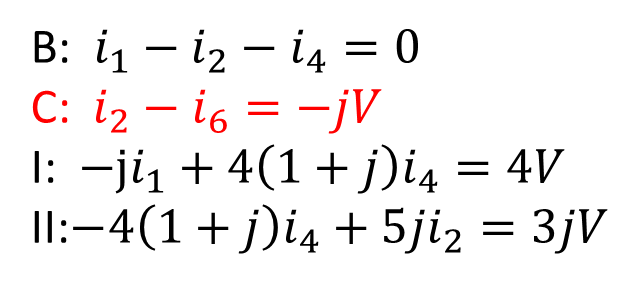 B: i₁ − i₂ − i₄ = 0
C: i₂ − i₆ = −jV
I: −ji₁ + 4(1 + j)i₄ = 4V
II:−4(1 + j)i₄ + 5ji₂ = 3jV